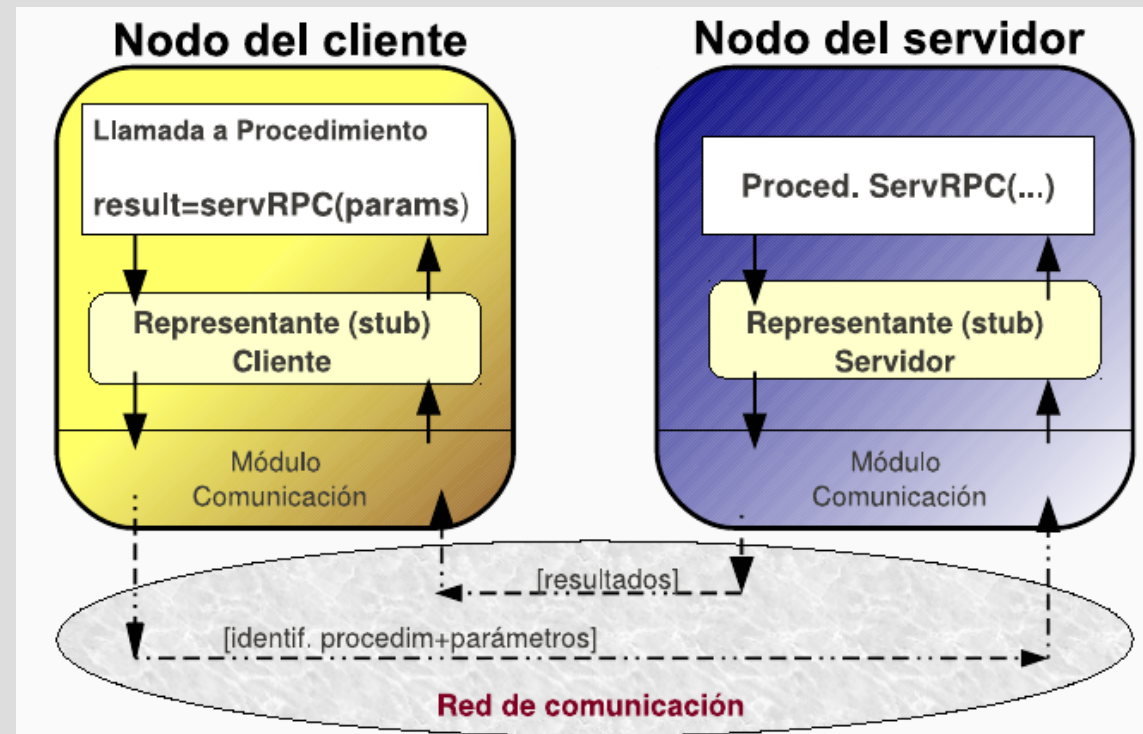 Nodo del cliente
Nodo del servidor
Llamada a Procedimiento
result=servRPC(params)
Proced. ServRPC(...)
Representante (stub)
Cliente
Representante (stub)
Servidor
Módulo
Comunicación
Módulo
Comunicación
[resultados]
[identif. procedim+parámetros]
Red de comunicación